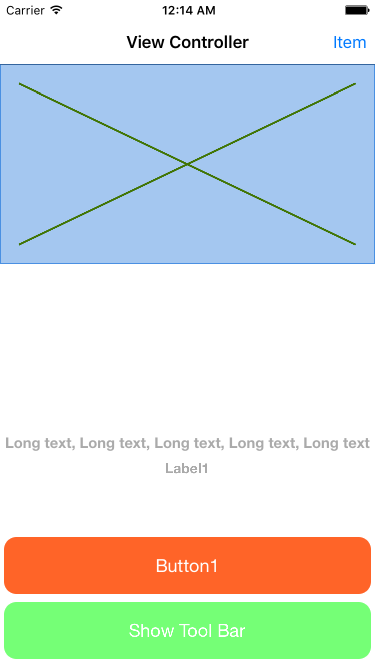 Carrier 12:14 AM
View Controller Item
Long text, Long text, Long text, Long text, Long text
Label1
Button1
Show Tool Bar